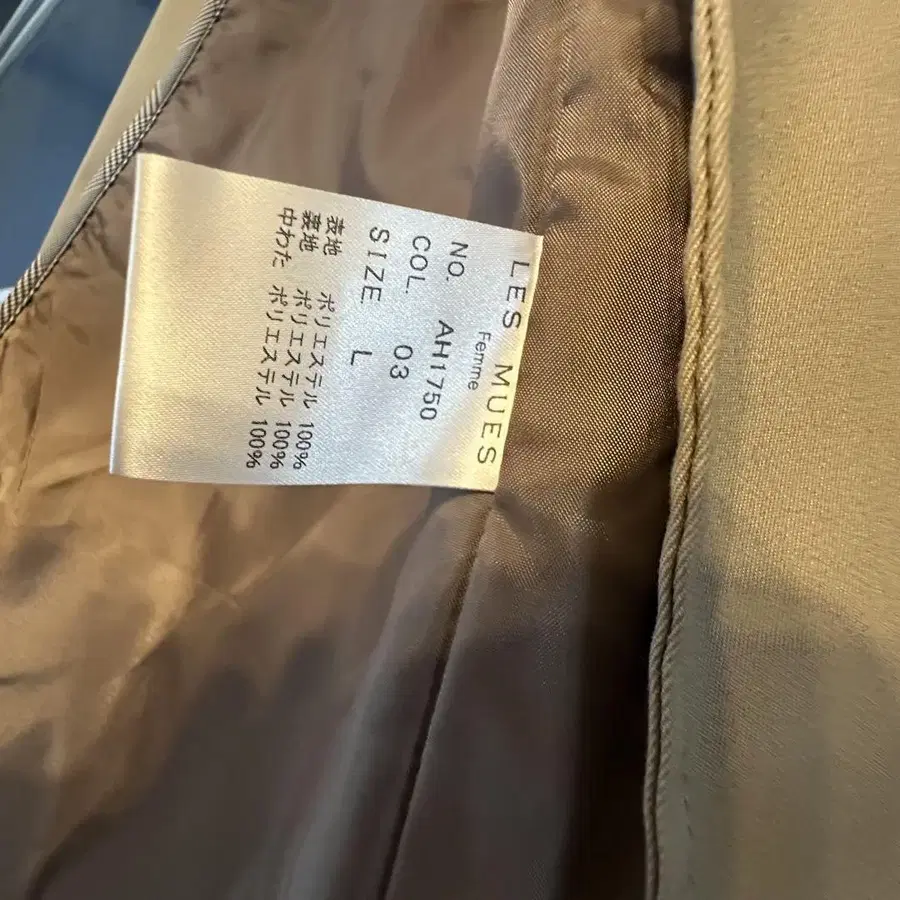 LES MUES
Femme
NO. AH1750
COL. 03
SIZE L
表地 ポリエステル 100%
裏地 ポリエステル 100%
中わた ポリエステル 100%